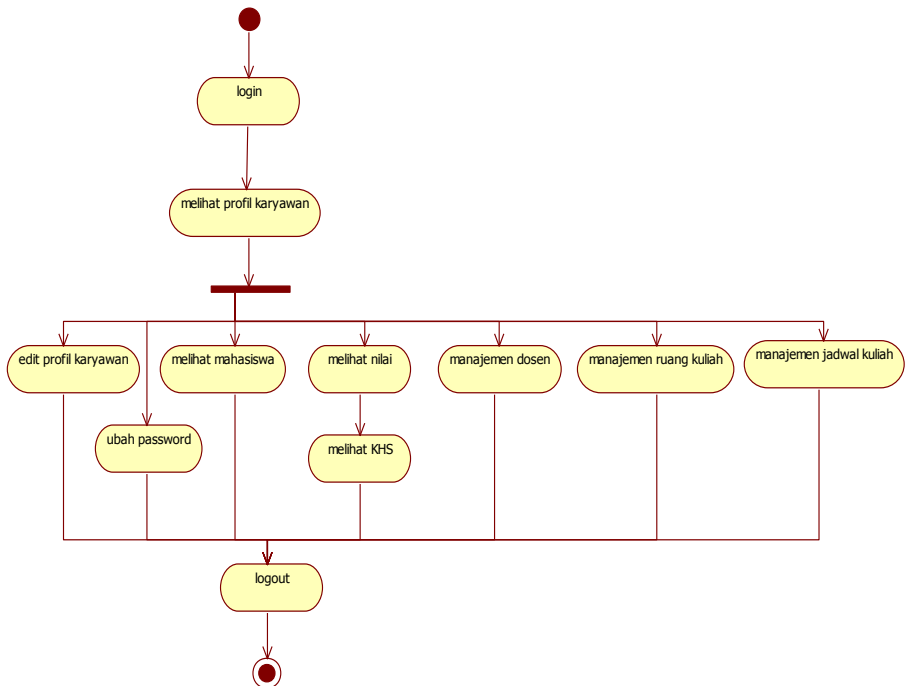 login
melihat profil karyawan
edit profil karyawan
melihat mahasiswa
melihat nilai
manajemen dosen
manajemen ruang kuliah
manajemen jadwal kuliah
ubah password
melihat KHS
logout